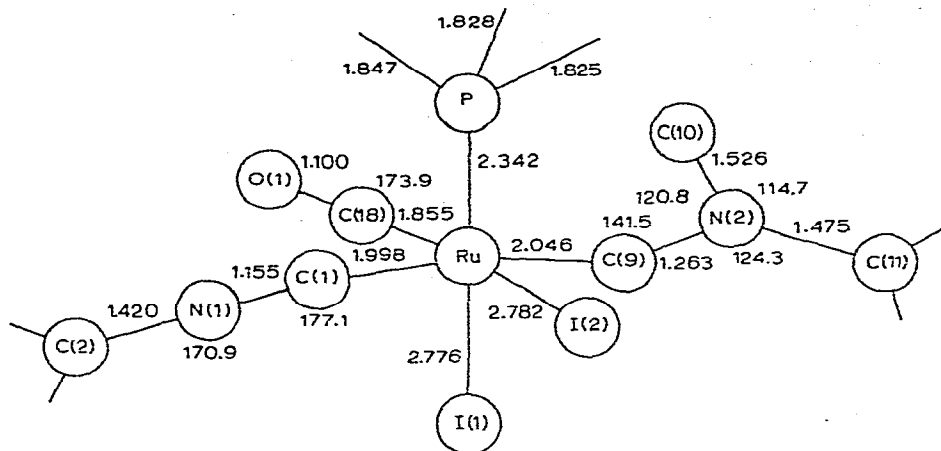 1.828
1.847
1.825
P
C(10)
1.100
2.342
1.526
O(1)
173.9
120.8
114.7
C(18)
1.855
141.5
N(2)
1.475
1.998
Ru
2.046
1.155
C(1)
C(9)
1.263
124.3
C(11)
1.420
N(1)
2.782
I(2)
C(2)
177.1
170.9
2.776
I(1)